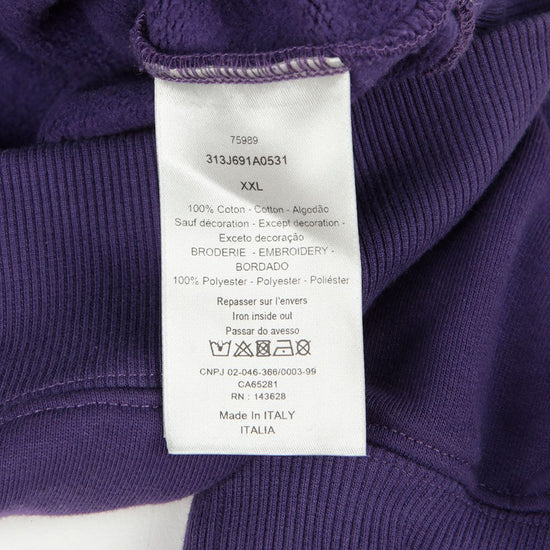 75989
313J691A0531
XXL
100% Coton - Cotton - Algodão
Sauf décoration - Except decoration -
Exceto decoração
BRODERIE - EMBROIDERY -
BORDADO
100% Polyester - Polyester - Poliéster
Repasser sur l'envers
Iron inside out
Passar do avesso
CNPJ 02-046-366/0003-99
CA65281
RN : 143628
Made In ITALY
ITALIA